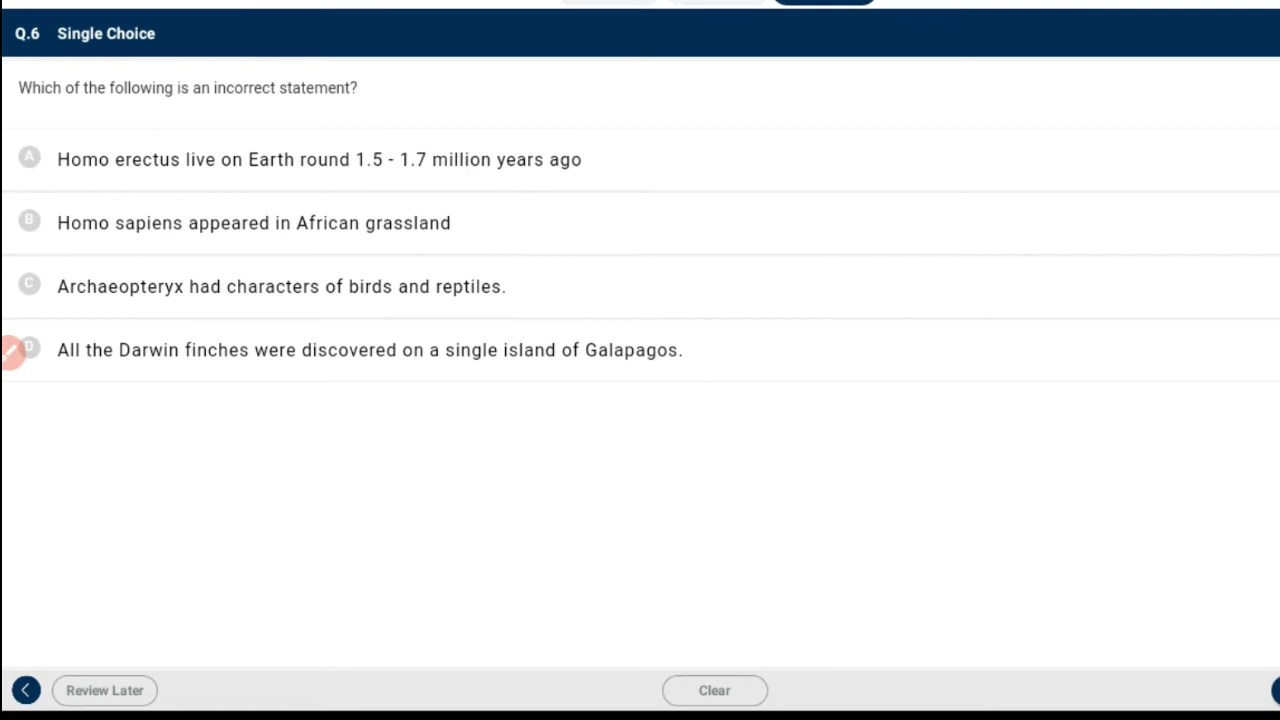 Q.6 Single Choice
Which of the following is an incorrect statement?
A Homo erectus live on Earth round 1.5 - 1.7 million years ago
B Homo sapiens appeared in African grassland
C Archaeopteryx had characters of birds and reptiles.
D All the Darwin finches were discovered on a single island of Galapagos.
Review Later Clear